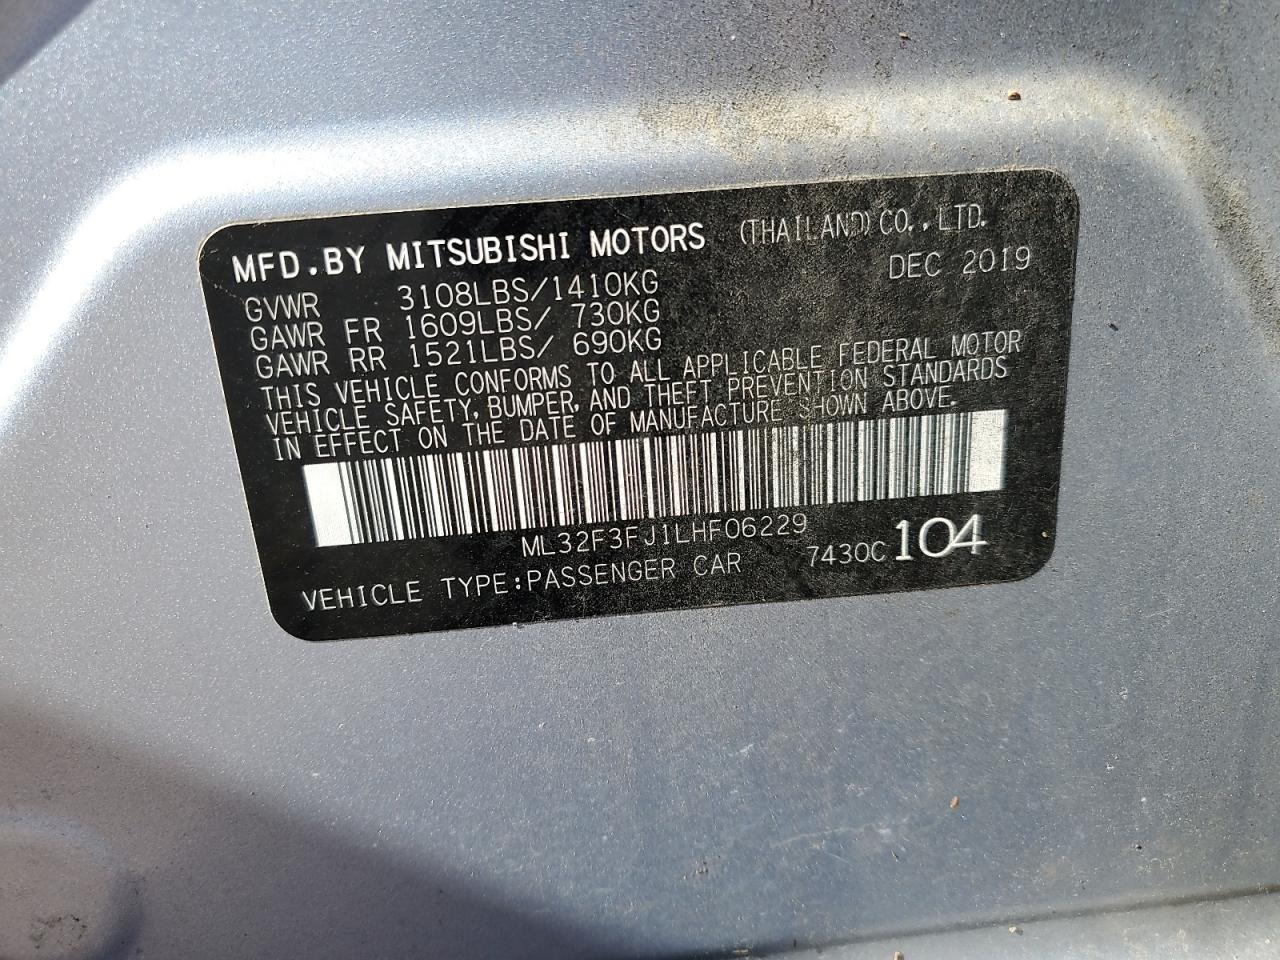 MFD.BY MITSUBISHI MOTORS (THAILAND) CO.,LTD.
DEC 2019
GVWR 3108LBS/1410KG
GAWR FR 1609LBS/ 730KG
GAWR RR 1521LBS/ 690KG
THIS VEHICLE CONFORMS TO ALL APPLICABLE FEDERAL MOTOR
VEHICLE SAFETY, BUMPER, AND THEFT PREVENTION STANDARDS
IN EFFECT ON THE DATE OF MANUFACTURE SHOWN ABOVE.
ML32F3FJ1LHF06229
VEHICLE TYPE:PASSENGER CAR 7430C 104